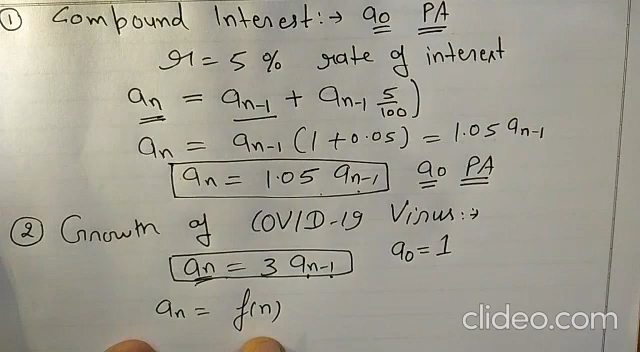 ① Compound Interest:→ a₀ PA
r = 5 % rate of interest
aₙ = aₙ₋₁ + aₙ₋₁ 5/100)
aₙ = aₙ₋₁ (1 + 0.05) = 1.05 aₙ₋₁
aₙ = 1.05 aₙ₋₁ a₀ PA
② Growth of COVID-19 Virus:→
aₙ = 3 aₙ₋₁ a₀ = 1
aₙ = f(n)
clideo.com